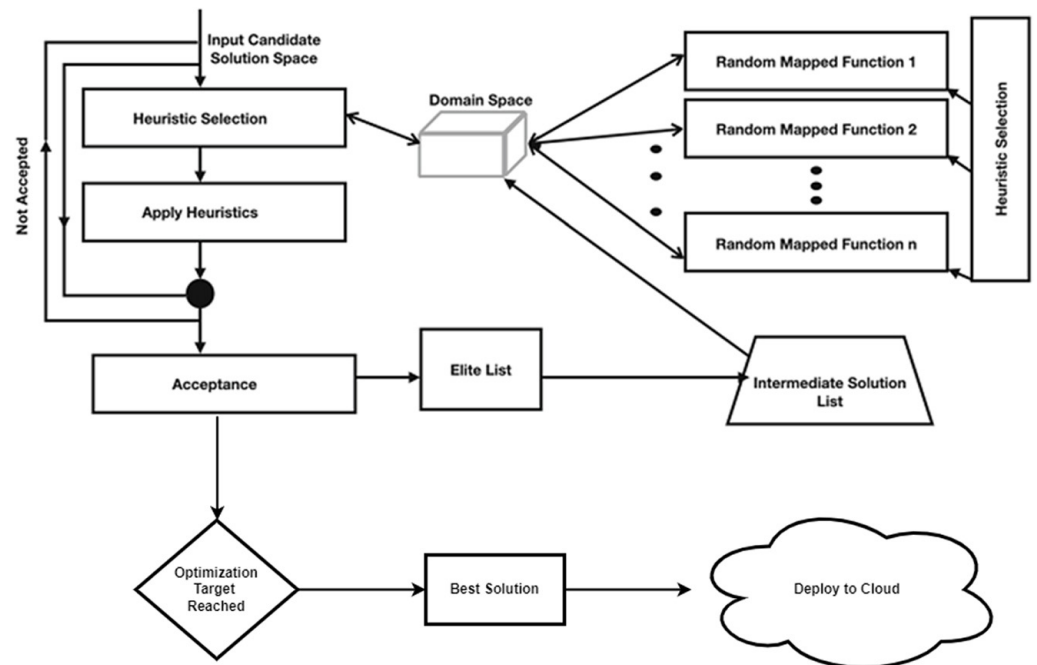 Input Candidate
Solution Space
Heuristic Selection
Apply Heuristics
Not Accepted
Domain Space
Random Mapped Function 1
Random Mapped Function 2
Random Mapped Function n
Heuristic Selection
Acceptance
Elite List
Intermediate Solution
List
Optimization
Target
Reached
Best Solution
Deploy to Cloud